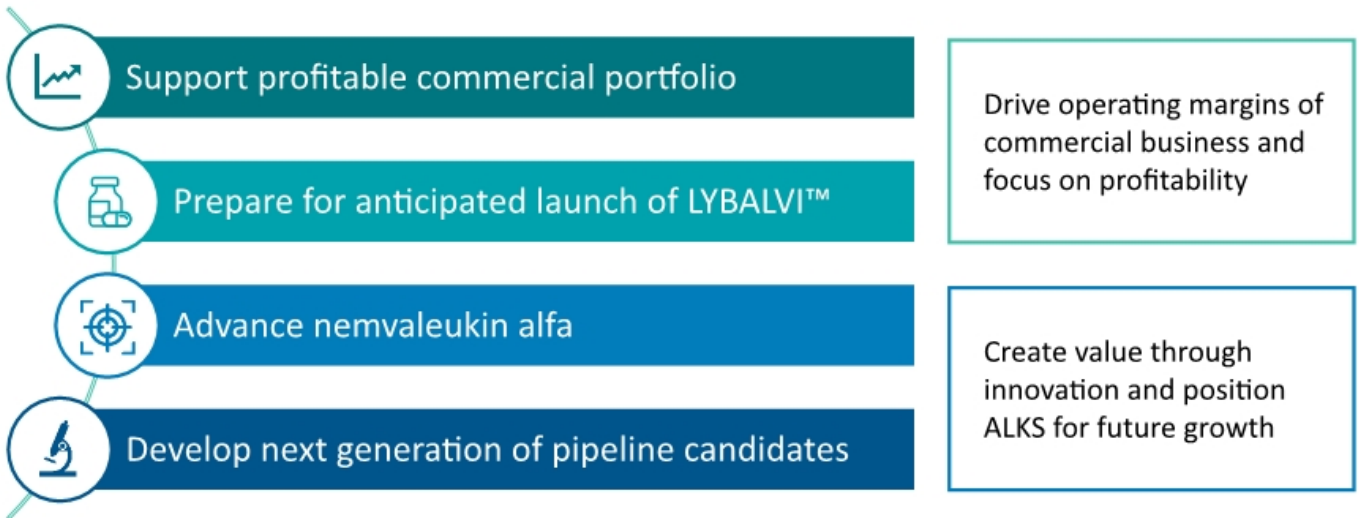 Support profitable commercial portfolio
Prepare for anticipated launch of LYBALVI™
Drive operating margins of
commercial business and
focus on profitability
Advance nemvaleukin alfa
Develop next generation of pipeline candidates
Create value through
innovation and position
ALKS for future growth